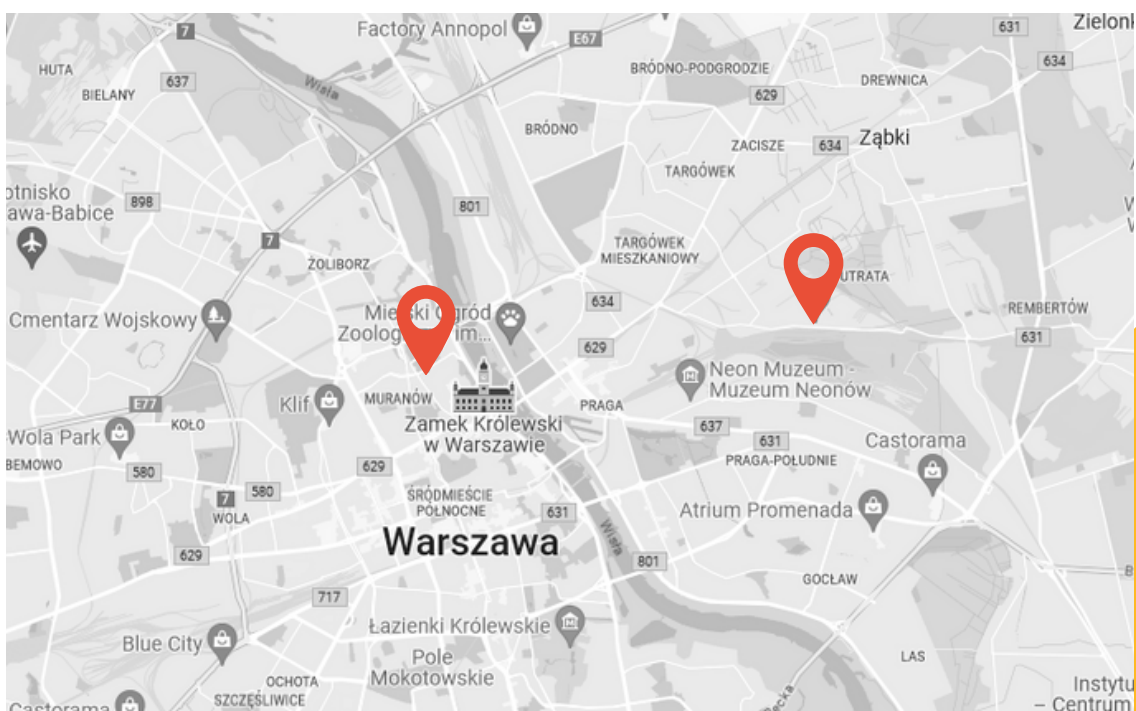 7
Factory Annopol
E67
631
Zielonk
HUTA
637
BIELANY
Wisła
BRÓDNO-PODGRODZIE
629
DREWNICA
634
BRÓDNO
ZACISZE
634
Ząbki
TARGÓWEK
otnisko
awa-Babice
898
801
7
ŻOLIBORZ
TARGÓWEK
MIESZKANIOWY
UTRATA
Cmentarz Wojskowy
634
REMBERTÓW
631
629
Neon Muzeum -
Muzeum Neonów
Klif
MURANÓW
PRAGA
E77
KOŁO
Zamek Królewski
w Warszawie
637
631
PRAGA-POŁUDNIE
Castorama
Wola Park
BEMOWO
580
629
7
580
WOLA
ŚRÓDMIEŚCIE
PÓŁNOCNE
631
Atrium Promenada
Warszawa
Wisła
629
801
GOCŁAW
717
Łazienki Królewskie
Blue City
Pole
Mokotowskie
LAS
OCHOTA
SZCZĘŚLIWICE
Instytu
– Centrum
Castorama